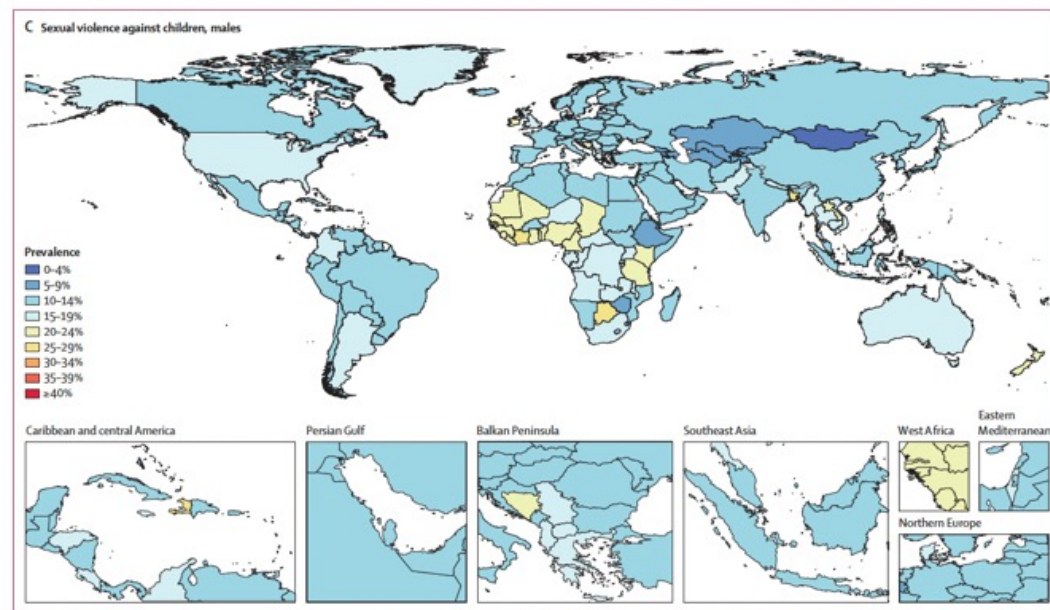 C Sexual violence against children, males
Prevalence
0–4%
5–9%
10–14%
15–19%
20–24%
25–29%
30–34%
35–39%
≥40%
Caribbean and central America
Persian Gulf
Balkan Peninsula
Southeast Asia
West Africa
Eastern
Mediterranean
Northern Europe